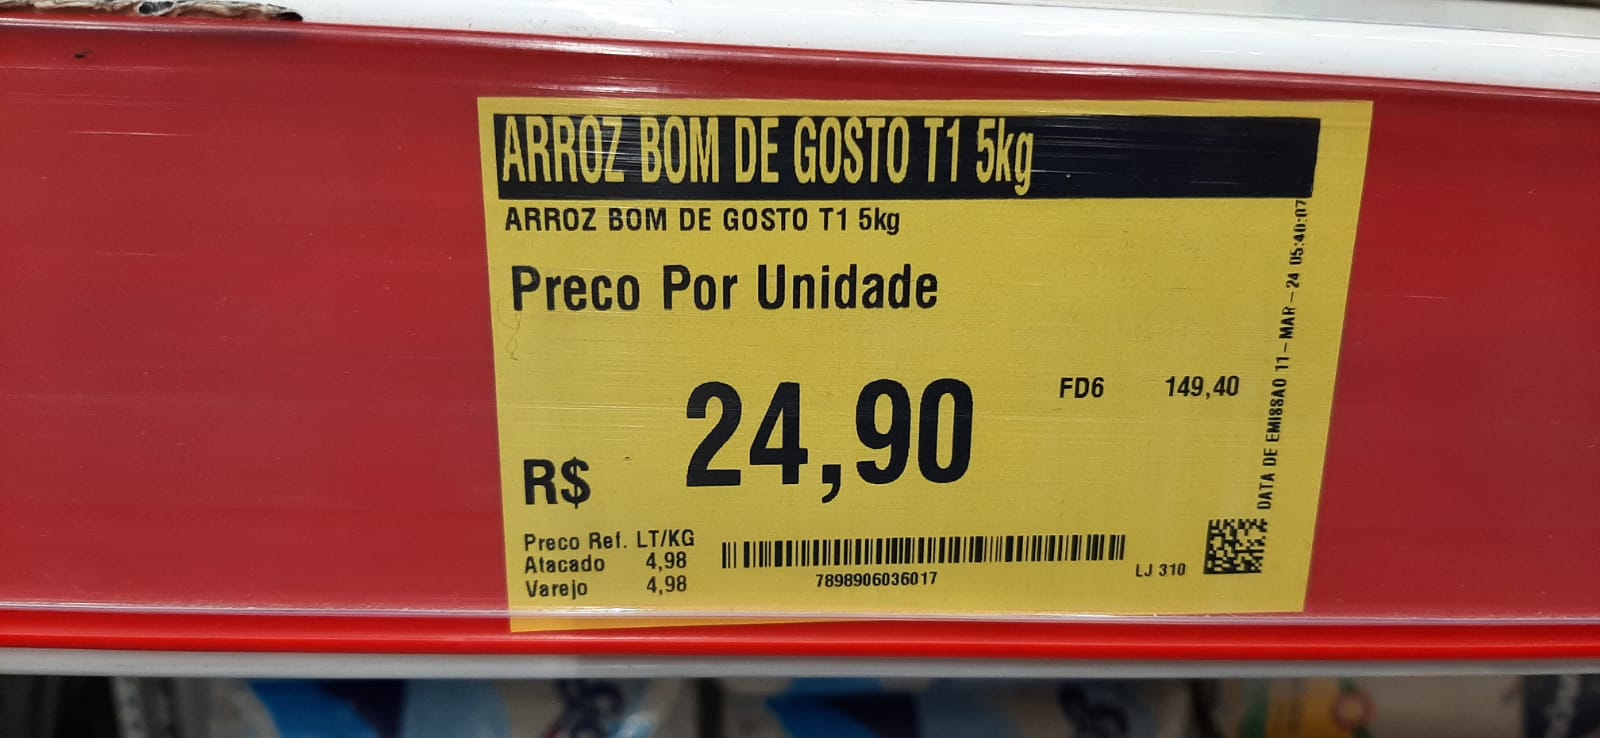 ARROZ BOM DE GOSTO T1 5kg
ARROZ BOM DE GOSTO T1 5kg
Preco Por Unidade
R$ 24,90
FD6 149,40
Preco Ref. LT/KG
Atacado 4,98
Varejo 4,98
7898906036017
LJ 310
DATA DE EMISSAO 11-MAR-24 05:40:07